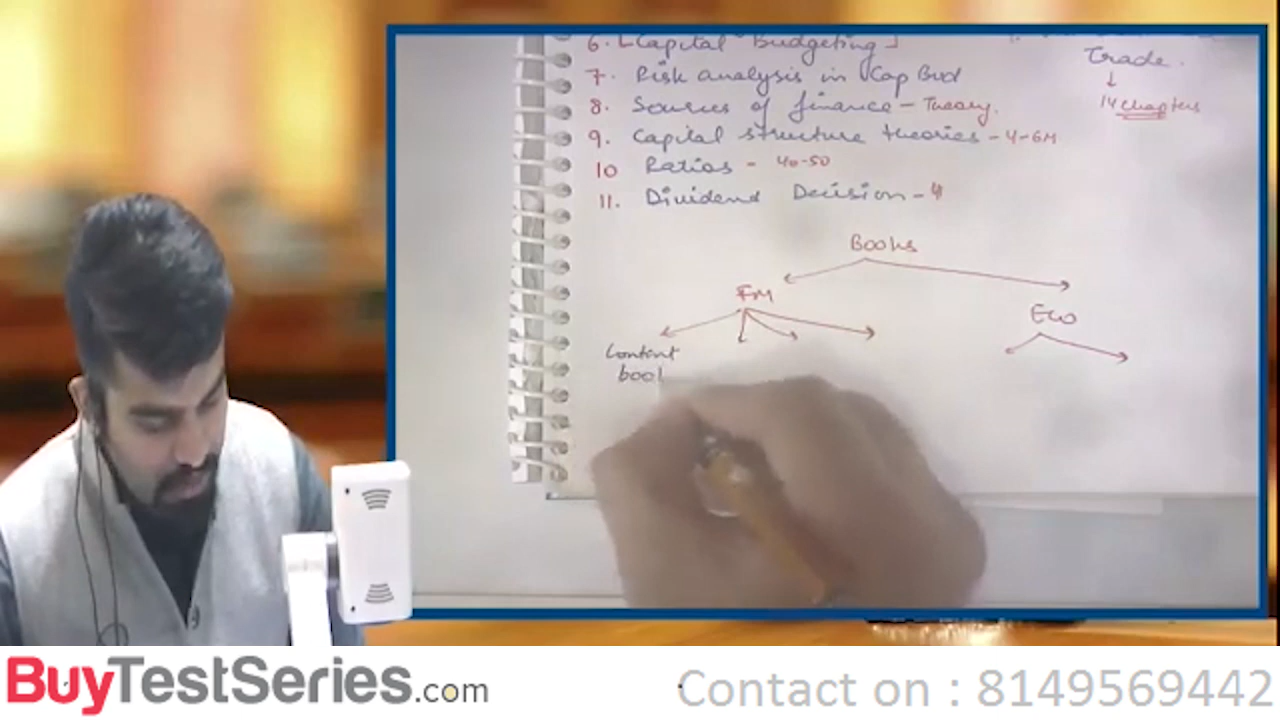 6. Capital Budgeting
7. Risk analysis in Cap Bud
8. Sources of finance - Theory.
9. Capital structure theories - 4-6M
10 Ratios - 40-50
11. Dividend Decision - 4
Trade.
14 chapters
Books
FM
Eco
Content
book
BuyTestSeries.com
Contact on : 8149569442